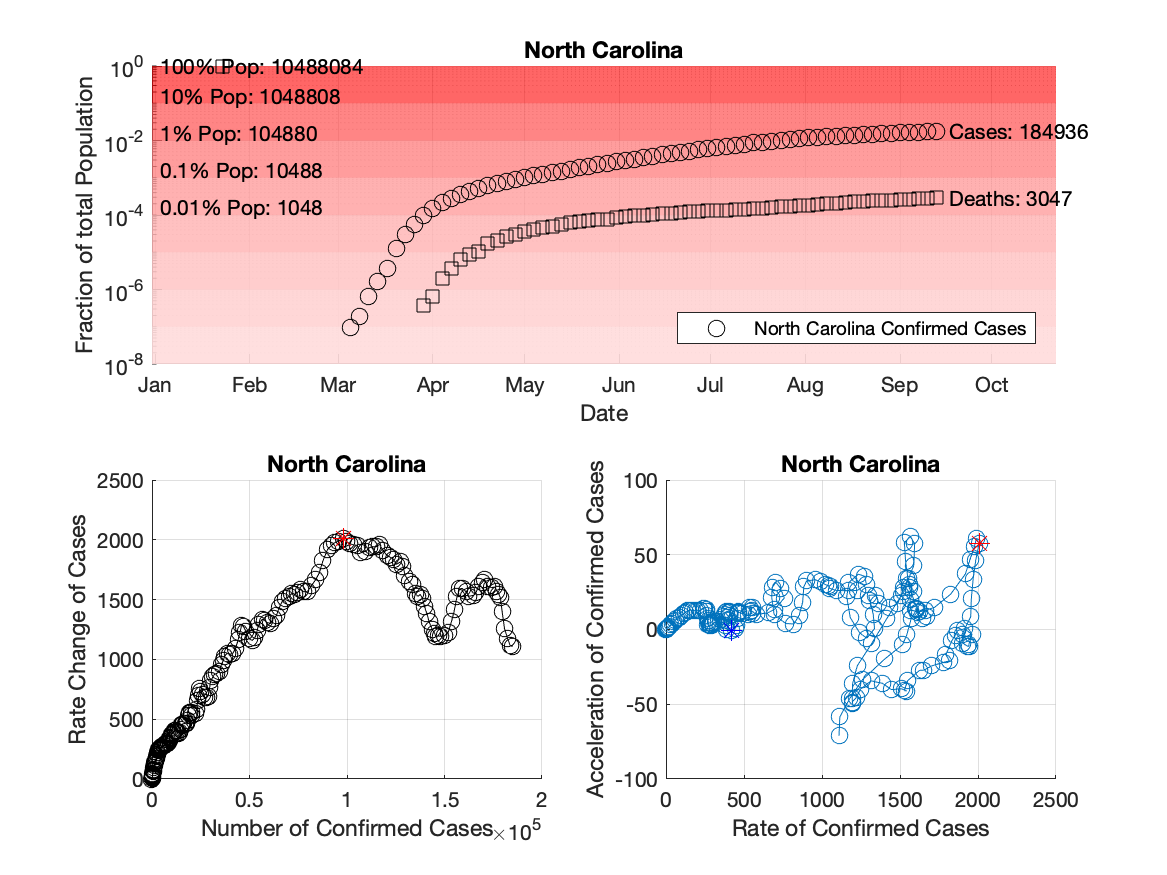 North Carolina
Fraction of total Population
10^0
10^-2
10^-4
10^-6
10^-8
100% Pop: 10488084
10% Pop: 1048808
1% Pop: 104880
0.1% Pop: 10488
0.01% Pop: 1048
Cases: 184936
Deaths: 3047
North Carolina Confirmed Cases
Jan Feb Mar Apr May Jun Jul Aug Sep Oct
Date
North Carolina
Rate Change of Cases
2500
2000
1500
1000
500
0
0 0.5 1 1.5 2
Number of Confirmed Cases ×10^5
North Carolina
Acceleration of Confirmed Cases
100
50
0
-50
-100
0 500 1000 1500 2000 2500
Rate of Confirmed Cases